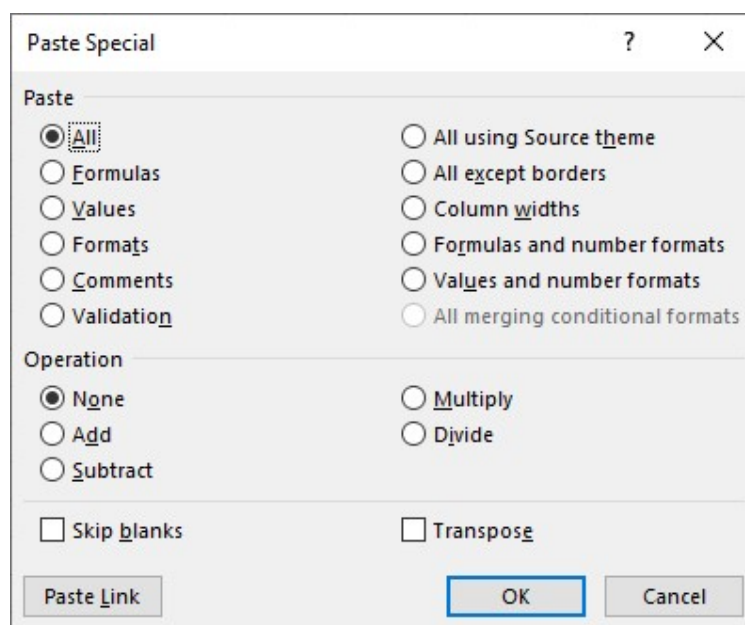 Paste Special ?
Paste
All
Formulas
Values
Formats
Comments
Validation
All using Source theme
All except borders
Column widths
Formulas and number formats
Values and number formats
All merging conditional formats
Operation
None
Add
Subtract
Multiply
Divide
Skip blanks
Transpose
Paste Link
OK
Cancel